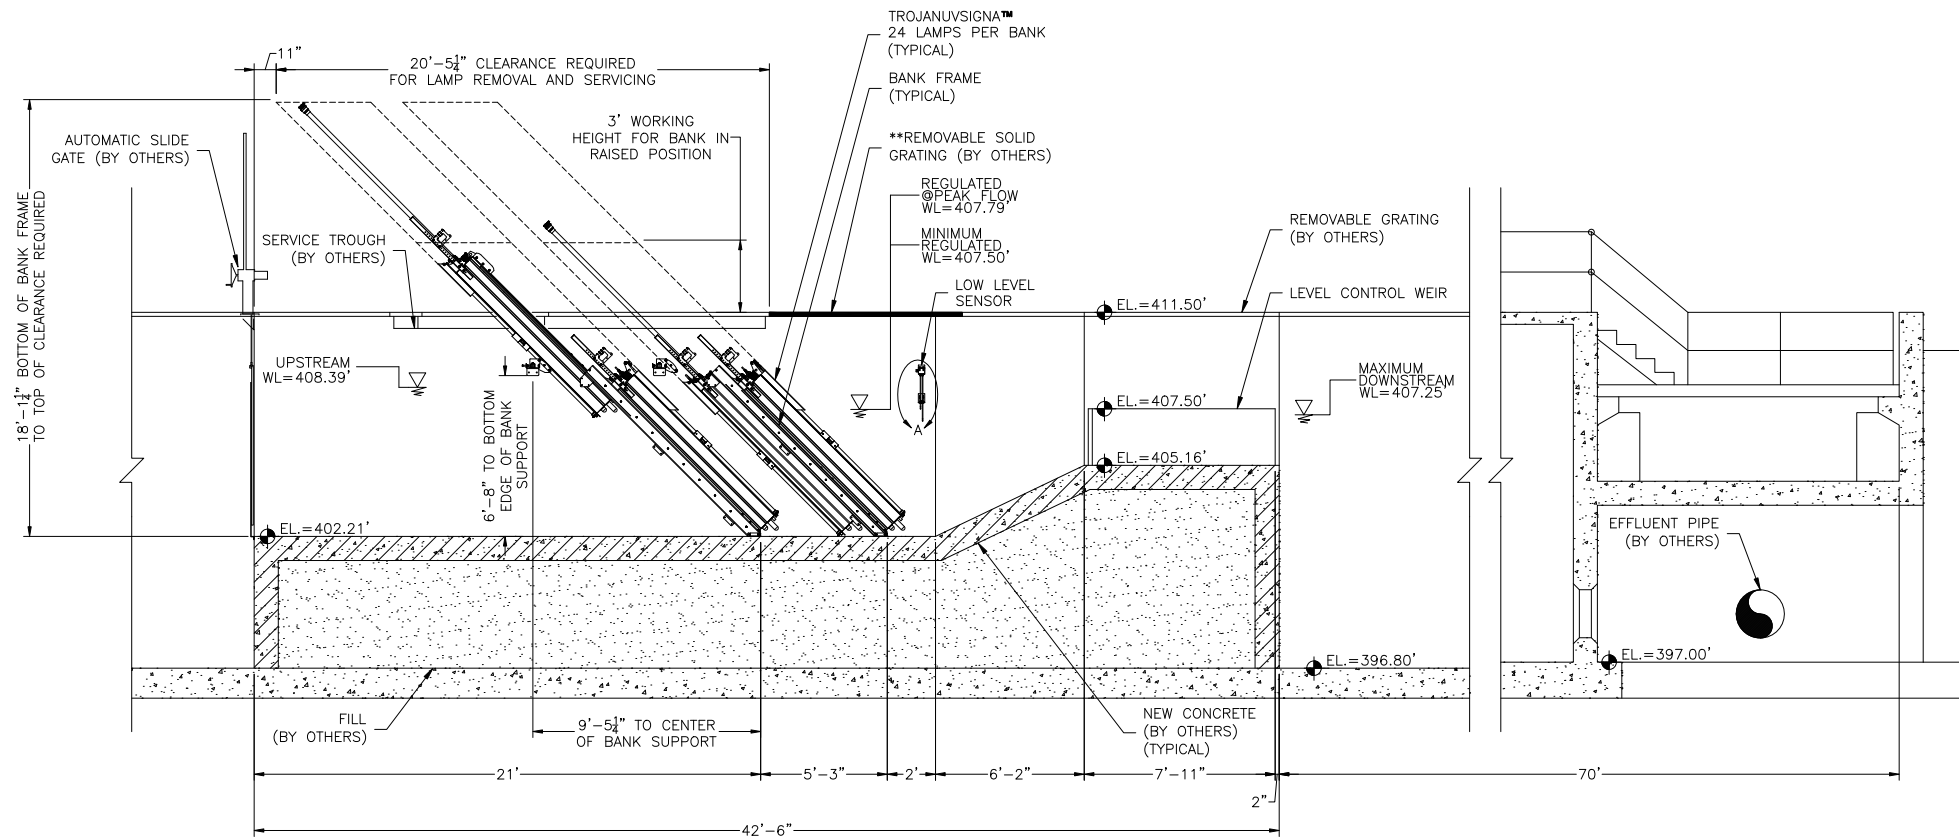 TROJANUVSIGNA™
24 LAMPS PER BANK
(TYPICAL)
11"
20'-5¼" CLEARANCE REQUIRED
FOR LAMP REMOVAL AND SERVICING
BANK FRAME
(TYPICAL)
3' WORKING
HEIGHT FOR BANK IN
RAISED POSITION
AUTOMATIC SLIDE
GATE (BY OTHERS)
**REMOVABLE SOLID
GRATING (BY OTHERS)
18'-1¼" BOTTOM OF BANK FRAME
TO TOP OF CLEARANCE REQUIRED
REGULATED
@PEAK FLOW
WL=407.79'
MINIMUM
REGULATED
WL=407.50'
REMOVABLE GRATING
(BY OTHERS)
SERVICE TROUGH
(BY OTHERS)
LOW LEVEL
SENSOR
LEVEL CONTROL WEIR
EL.=411.50'
UPSTREAM
WL=408.39'
MAXIMUM
DOWNSTREAM
WL=407.25'
EL.=407.50'
A
6'-8" TO BOTTOM
EDGE OF BANK
SUPPORT
EL.=405.16'
EL.=402.21'
EFFLUENT PIPE
(BY OTHERS)
EL.=396.80'
EL.=397.00'
FILL
(BY OTHERS)
9'-5¼" TO CENTER
OF BANK SUPPORT
NEW CONCRETE
(BY OTHERS)
(TYPICAL)
21'
5'-3"
2'
6'-2"
7'-11"
70'
2"
42'-6"